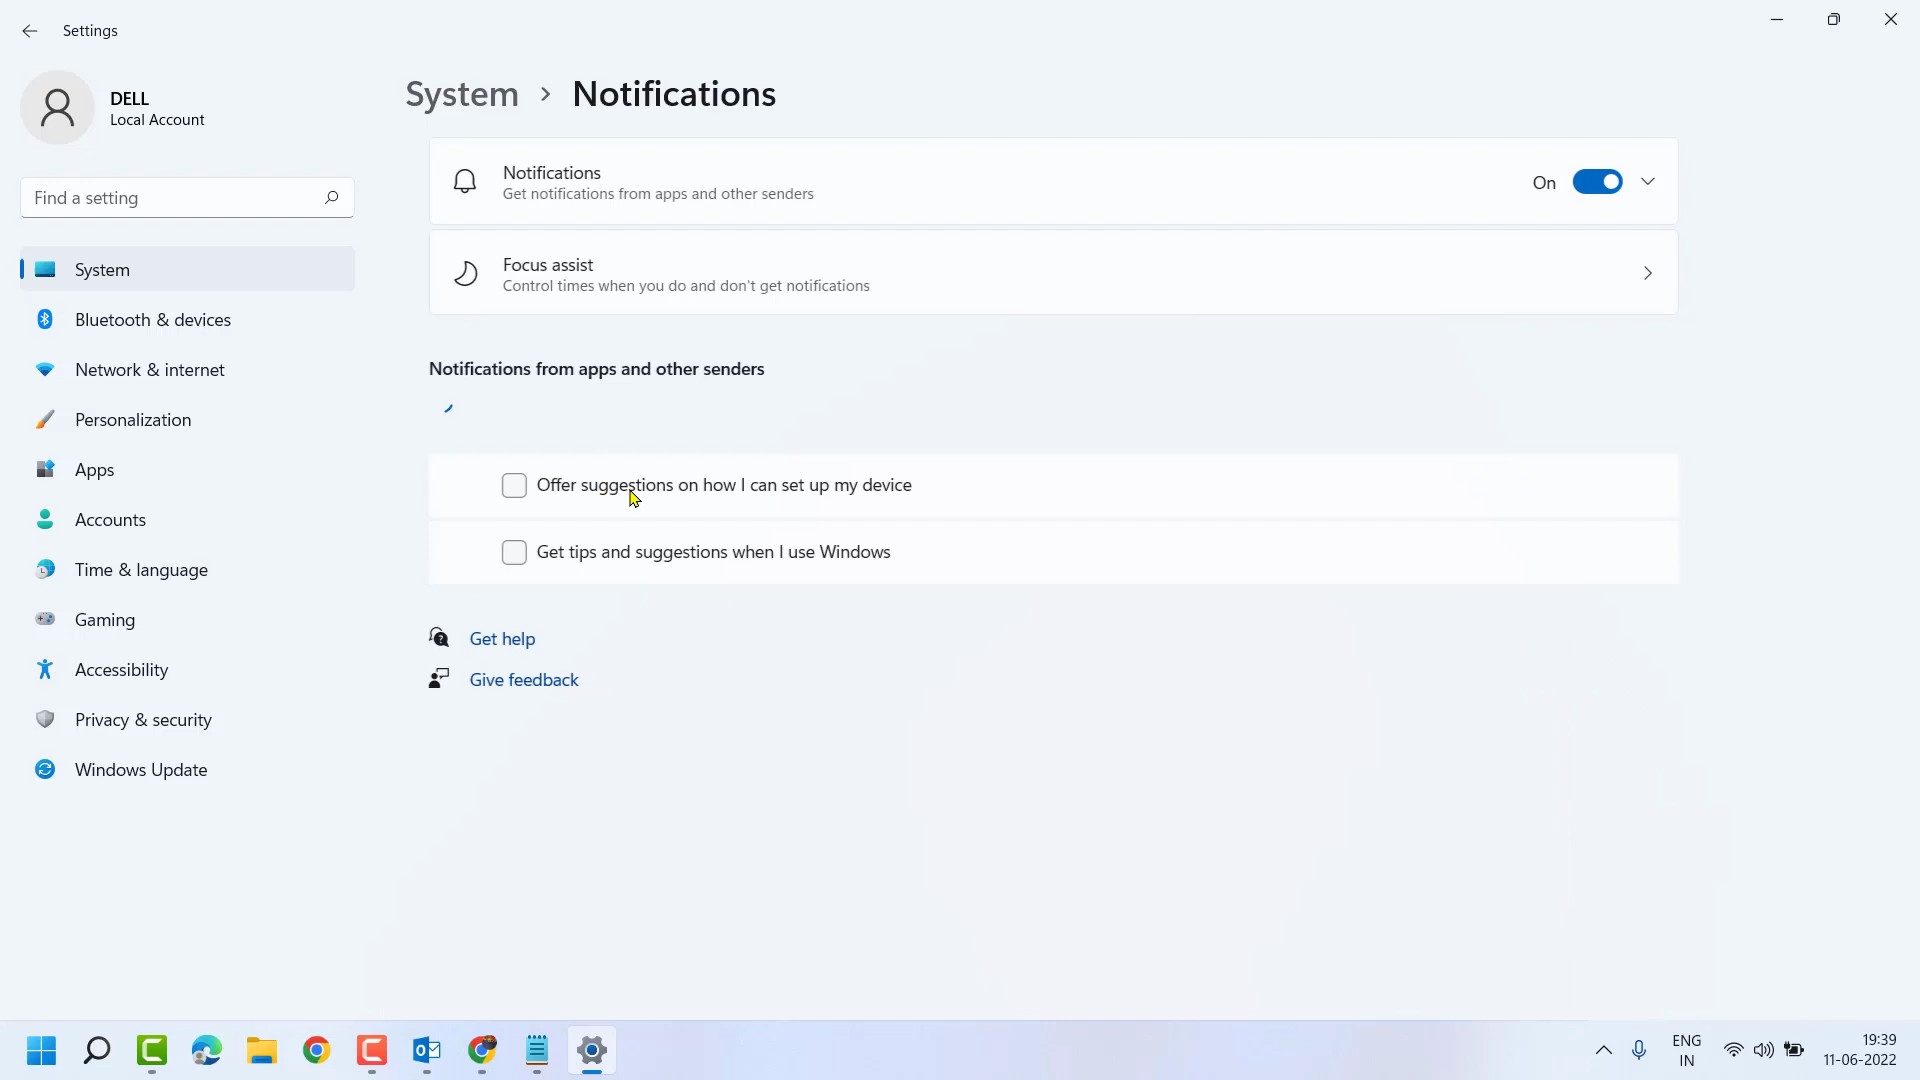 Settings
DELL
Local Account
Find a setting
System
Bluetooth & devices
Network & internet
Personalization
Apps
Accounts
Time & language
Gaming
Accessibility
Privacy & security
Windows Update
System › Notifications
Notifications
Get notifications from apps and other senders
On
Focus assist
Control times when you do and don't get notifications
Notifications from apps and other senders
Offer suggestions on how I can set up my device
Get tips and suggestions when I use Windows
Get help
Give feedback
ENG
IN
19:39
11-06-2022